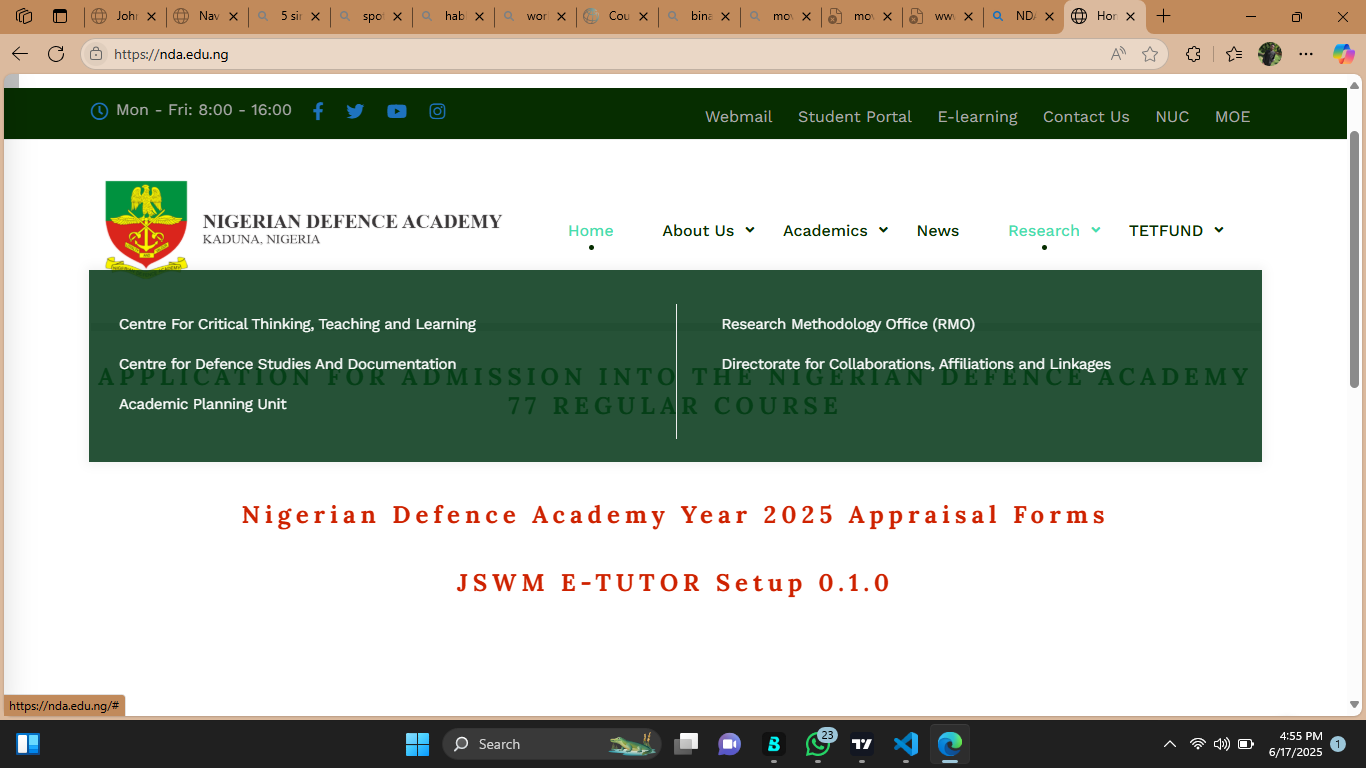 Johr
Nav
5 sir
spo
hab
wor
Cou
bina
mov
mov
www
ND
Hor
https://nda.edu.ng
Mon - Fri: 8:00 - 16:00
Webmail Student Portal E-learning Contact Us NUC MOE
NIGERIAN DEFENCE ACADEMY
KADUNA, NIGERIA
Home About Us Academics News Research TETFUND
Centre For Critical Thinking, Teaching and Learning
Research Methodology Office (RMO)
Centre for Defence Studies And Documentation
Directorate for Collaborations, Affiliations and Linkages
APPLICATION FOR ADMISSION INTO THE NIGERIAN DEFENCE ACADEMY
Academic Planning Unit
77 REGULAR COURSE
Nigerian Defence Academy Year 2025 Appraisal Forms
JSWM E-TUTOR Setup 0.1.0
https://nda.edu.ng/#
Search
23
4:55 PM
6/17/2025
1